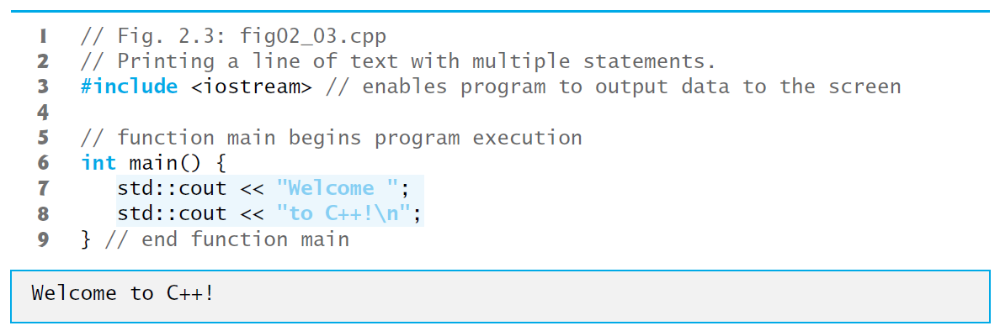 1 // Fig. 2.3: fig02_03.cpp
2 // Printing a line of text with multiple statements.
3 #include <iostream> // enables program to output data to the screen
4
5 // function main begins program execution
6 int main() {
7    std::cout << "Welcome ";
8    std::cout << "to C++!\n";
9 } // end function main
Welcome to C++!